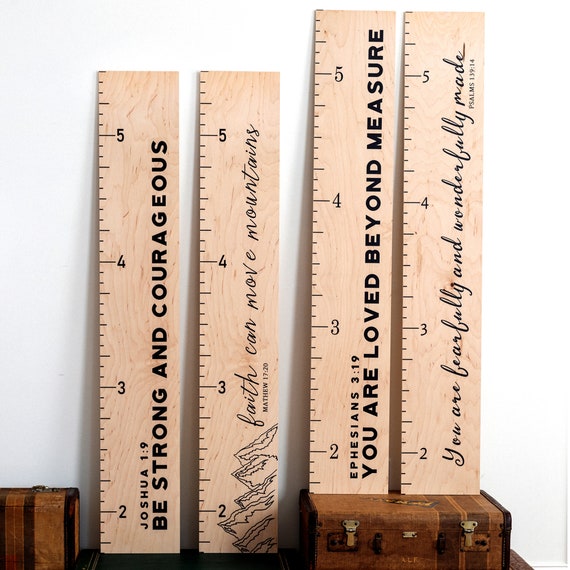 5
4
3
2
JOSHUA 1:9
BE STRONG AND COURAGEOUS
5
4
3
2
faith can move mountains
MATHEW 17:20
5
4
3
2
EPHESIANS 3:19
YOU ARE LOVED BEYOND MEASURE
5
4
3
2
You are fearfully and wonderfully made
PSALMS 139:14